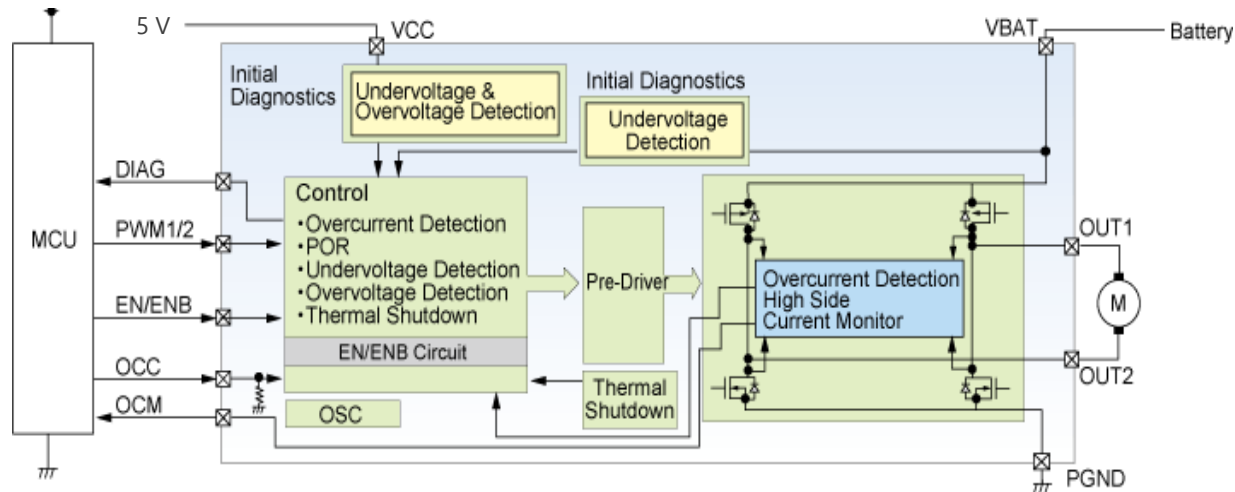 5 V
VCC
VBAT
Battery
Initial
Diagnostics
Undervoltage &
Overvoltage Detection
Initial Diagnostics
Undervoltage
Detection
MCU
DIAG
PWM1/2
EN/ENB
OCC
OCM
Control
・Overcurrent Detection
・POR
・Undervoltage Detection
・Overvoltage Detection
・Thermal Shutdown
EN/ENB Circuit
OSC
Pre-Driver
Thermal
Shutdown
Overcurrent Detection
High Side
Current Monitor
OUT1
M
OUT2
PGND